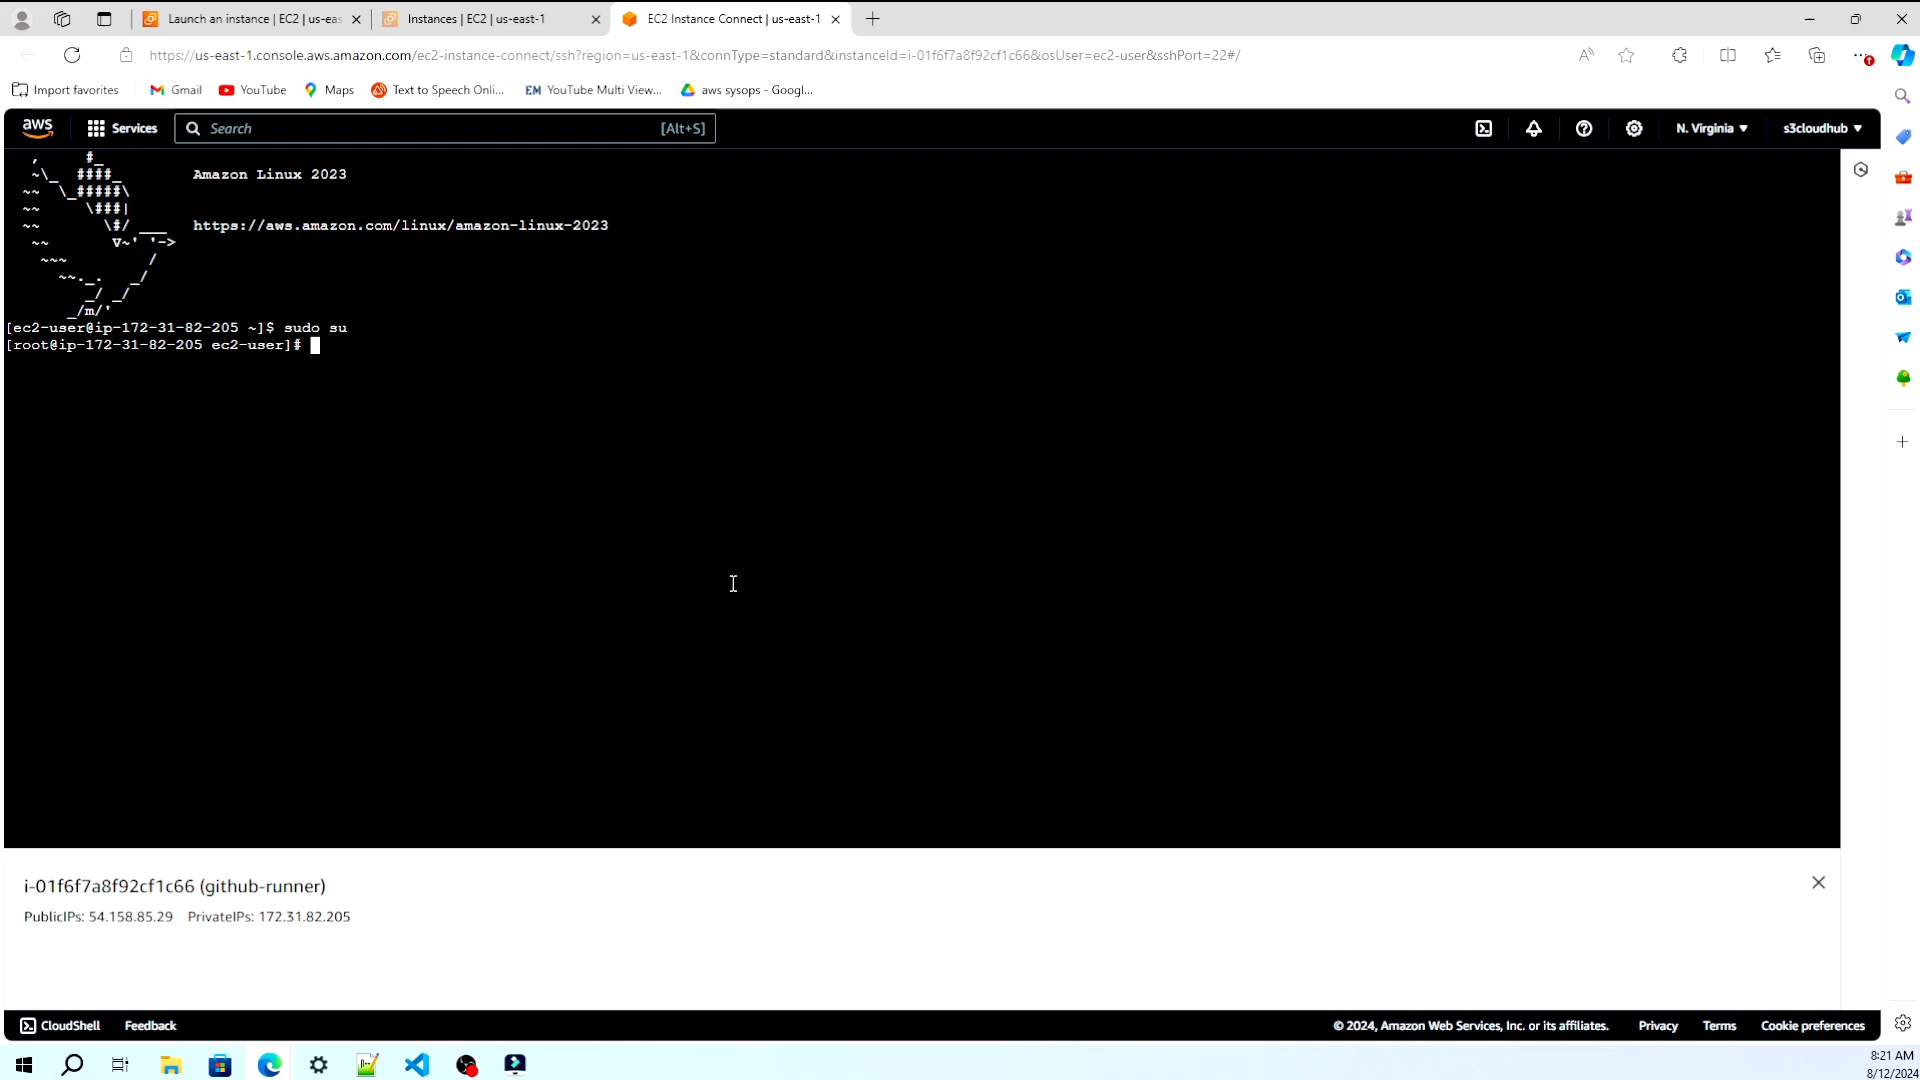 Launch an instance | EC2 | us-eas
Instances | EC2 | us-east-1
EC2 Instance Connect | us-east-1
https://us-east-1.console.aws.amazon.com/ec2-instance-connect/ssh?region=us-east-1&connType=standard&instanceId=i-01f6f7a8f92cf1c66&osUser=ec2-user&sshPort=22#/
Import favorites
Gmail
YouTube
Maps
Text to Speech Onli...
EM YouTube Multi View...
aws sysops - Googl...
aws
Services
Search
[Alt+S]
N. Virginia
s3cloudhub
   ,     #_
   ~\_  ####_        Amazon Linux 2023
  ~~  \_#####\
  ~~     \###|
  ~~       \#/ ___   https://aws.amazon.com/linux/amazon-linux-2023
   ~~       V~' '->
    ~~~         /
      ~~._.   _/
         _/ _/
       _/m/'
[ec2-user@ip-172-31-82-205 ~]$ sudo su
[root@ip-172-31-82-205 ec2-user]#
i-01f6f7a8f92cf1c66 (github-runner)
PublicIPs: 54.158.85.29 PrivateIPs: 172.31.82.205
CloudShell
Feedback
© 2024, Amazon Web Services, Inc. or its affiliates.
Privacy
Terms
Cookie preferences
8:21 AM
8/12/2024